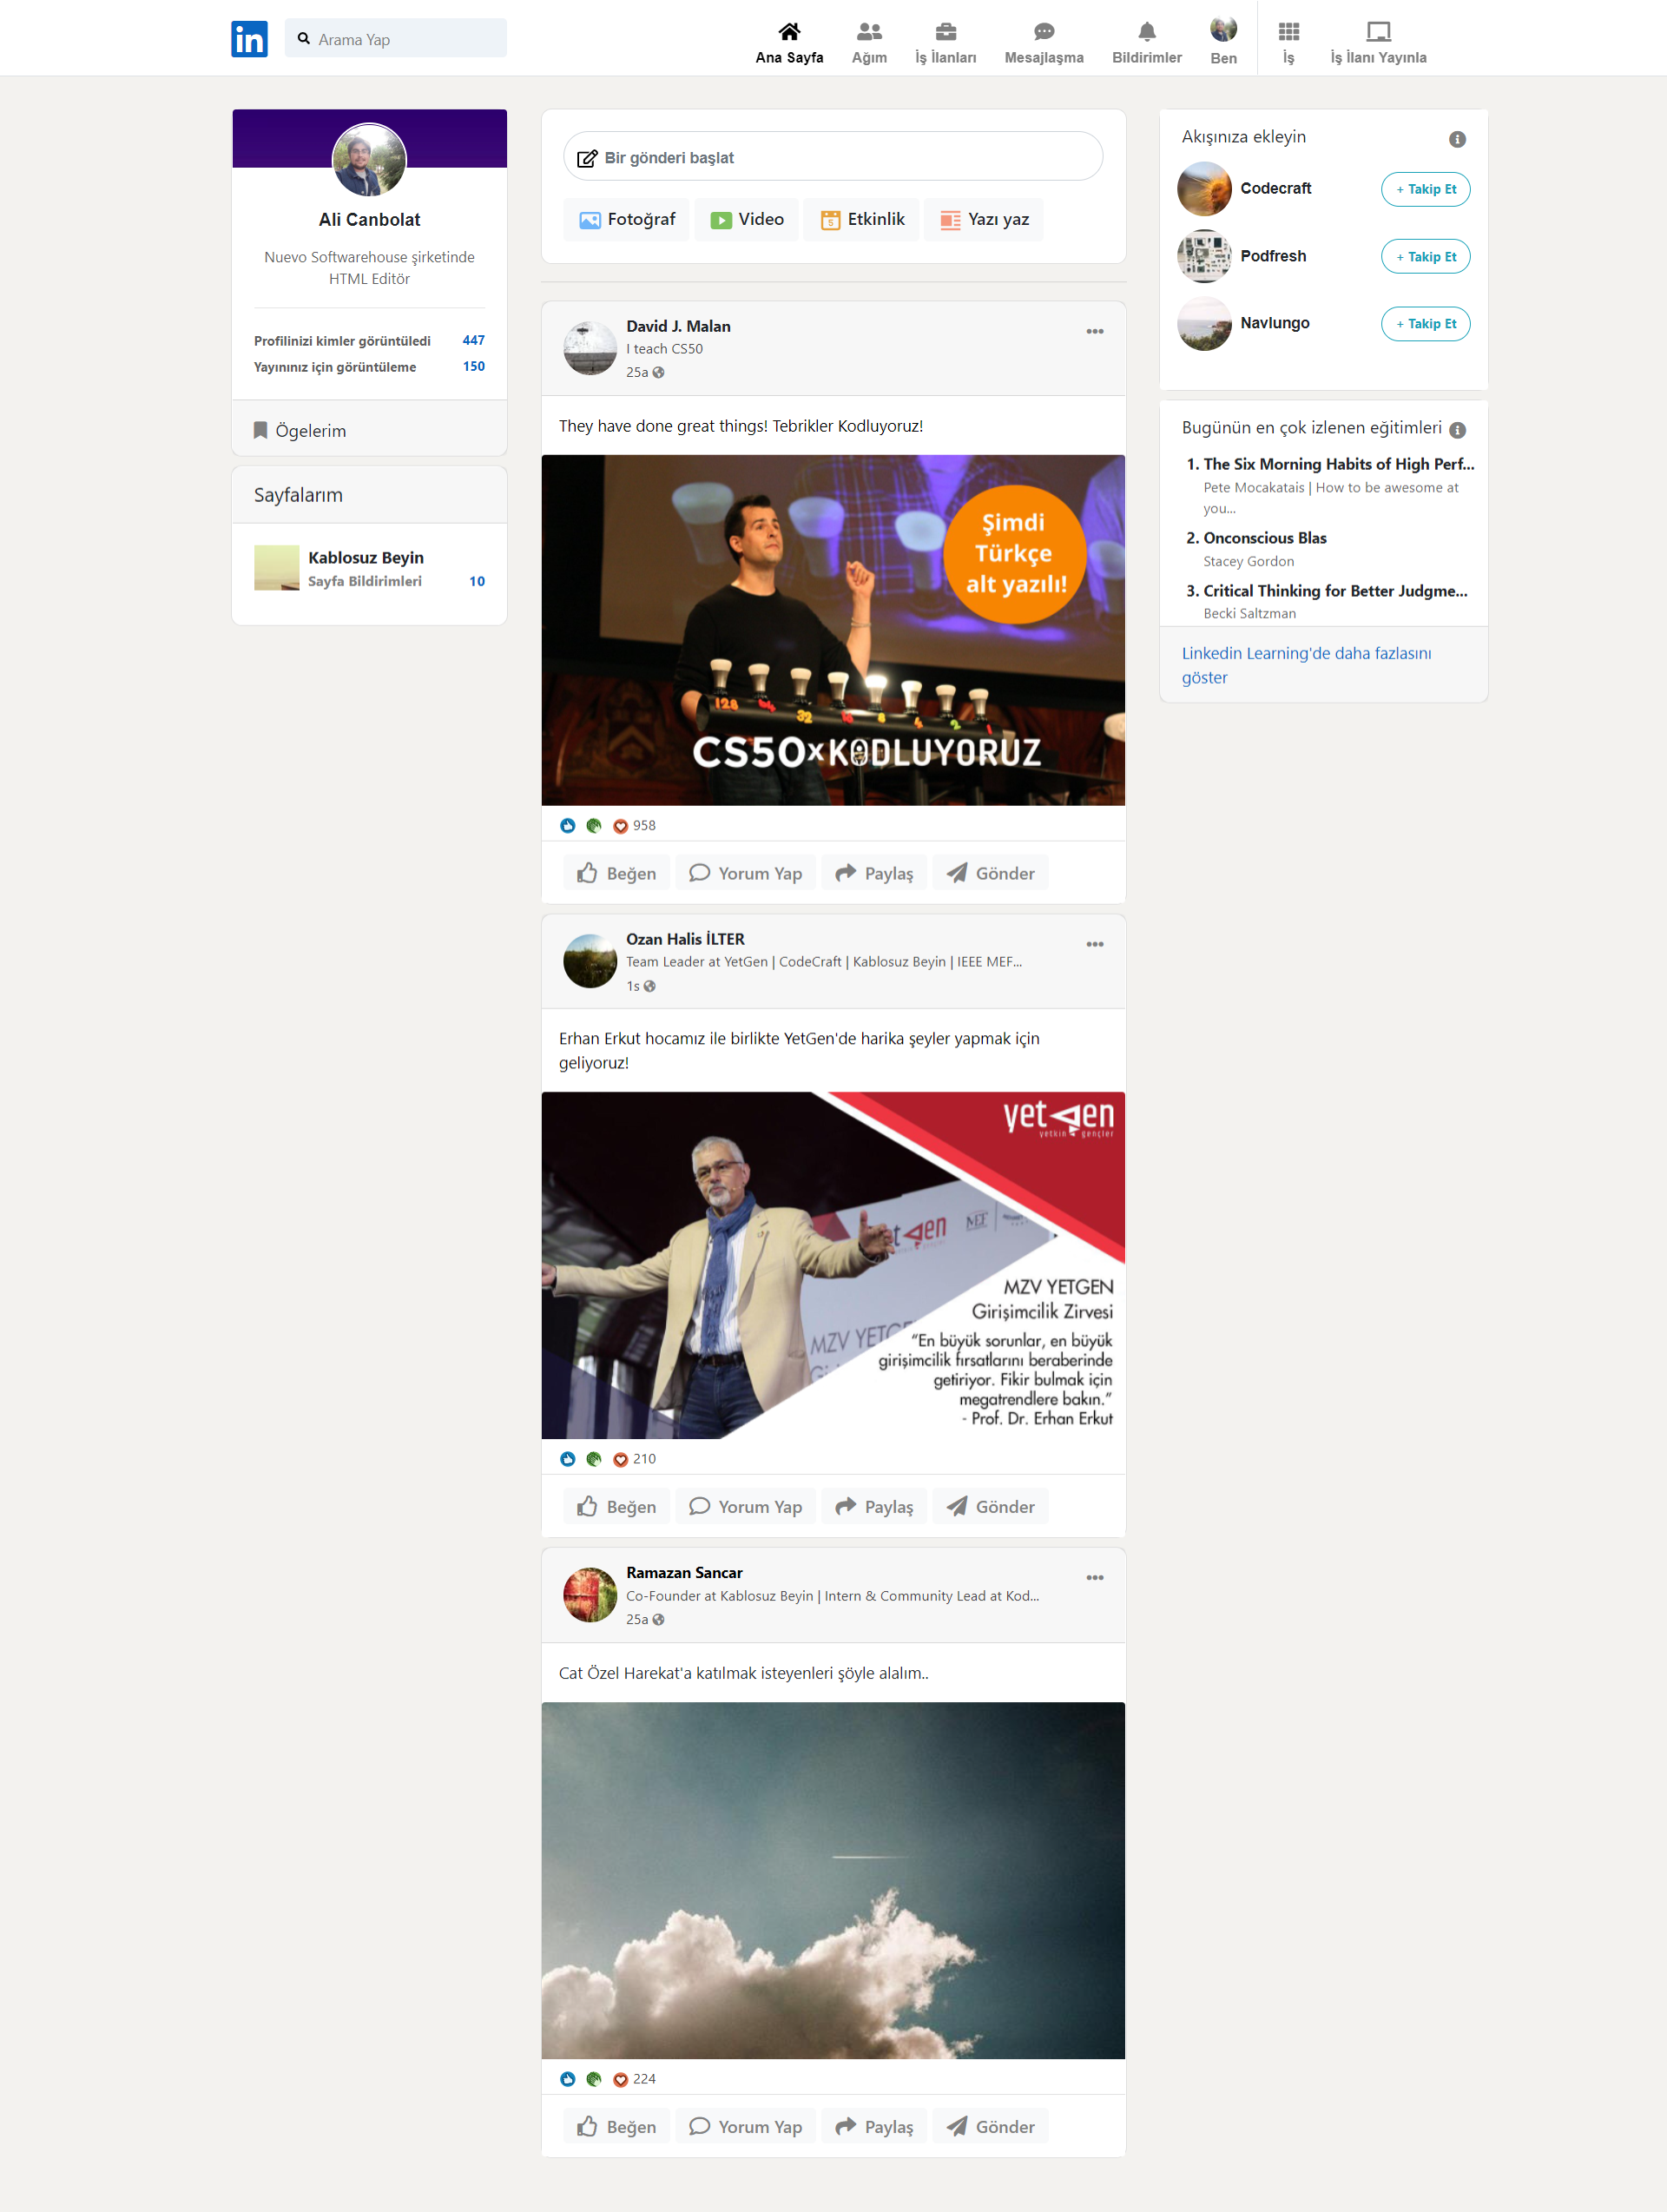 in
Arama Yap
Ana Sayfa
Ağım
İş İlanları
Mesajlaşma
Bildirimler
Ben
İş
İş İlanı Yayınla
Ali Canbolat
Nuevo Softwarehouse şirketinde
HTML Editör
Profilinizi kimler görüntüledi 447
Yayınınız için görüntüleme 150
Ögelerim
Sayfalarım
Kablosuz Beyin
Sayfa Bildirimleri 10
Bir gönderi başlat
Fotoğraf
Video
5
Etkinlik
Yazı yaz
David J. Malan
I teach CS50
25a
They have done great things! Tebrikler Kodluyoruz!
Şimdi
Türkçe
alt yazılı!
128 64 32 16 8 4 2 1
CS50xKODLUYORUZ
958
Beğen
Yorum Yap
Paylaş
Gönder
Ozan Halis İLTER
Team Leader at YetGen | CodeCraft | Kablosuz Beyin | IEEE MEF...
1s
Erhan Erkut hocamız ile birlikte YetGen'de harika şeyler yapmak için
geliyoruz!
yetgen
yetkin gençler
MEF
MZV YETGEN
Girişimcilik Zirvesi
“En büyük sorunlar, en büyük
girişimcilik fırsatlarını beraberinde
getiriyor. Fikir bulmak için
megatrendlere bakın.”
- Prof. Dr. Erhan Erkut
210
Beğen
Yorum Yap
Paylaş
Gönder
Ramazan Sancar
Co-Founder at Kablosuz Beyin | Intern & Community Lead at Kod...
25a
Cat Özel Harekat'a katılmak isteyenleri şöyle alalım..
224
Beğen
Yorum Yap
Paylaş
Gönder
Akışınıza ekleyin
Codecraft
+ Takip Et
Podfresh
+ Takip Et
Navlungo
+ Takip Et
Bugünün en çok izlenen eğitimleri
1. The Six Morning Habits of High Perf...
Pete Mocakatais | How to be awesome at
you...
2. Onconscious Blas
Stacey Gordon
3. Critical Thinking for Better Judgme...
Becki Saltzman
Linkedin Learning'de daha fazlasını
göster